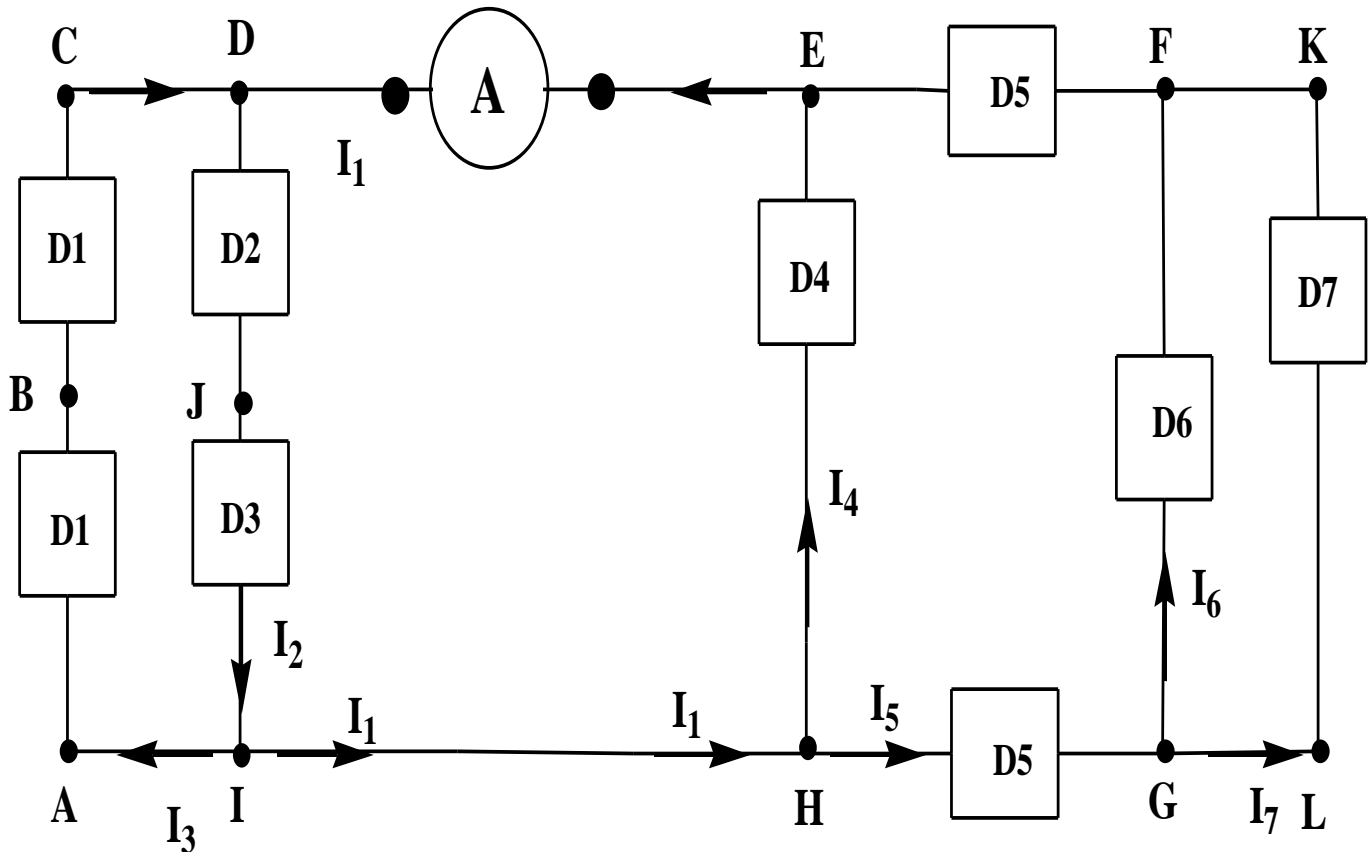 C D E F K
A
D5
I1
D1 D2 D4 D7
B J
D6
D1 D3
I4
I6
I2
I1 I1 I5
D5
A I H G L
I3 I7